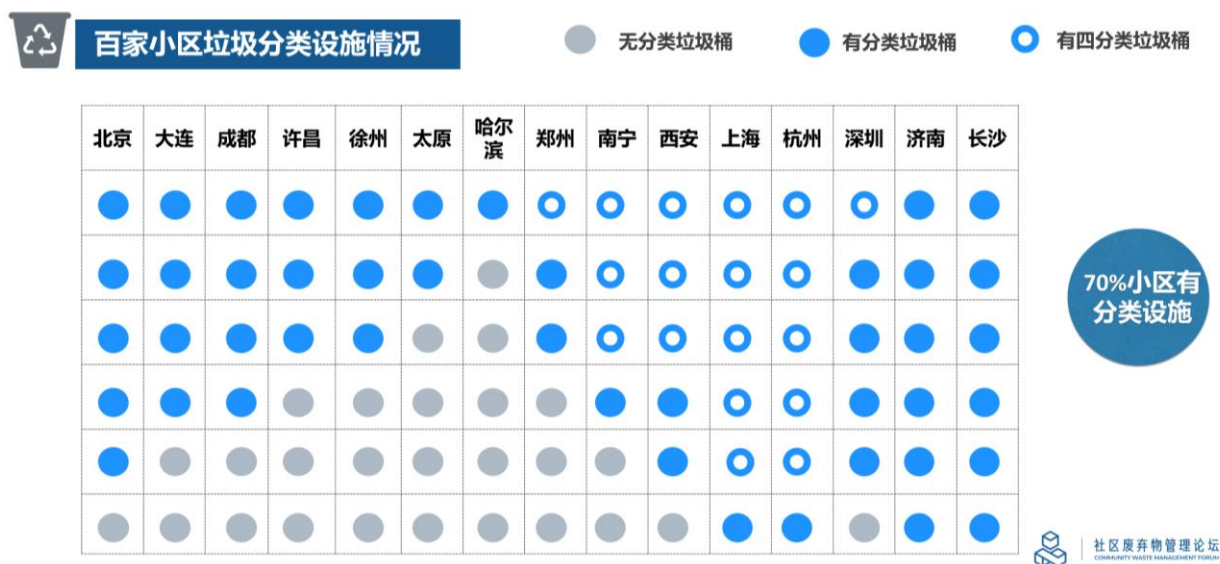 百家小区垃圾分类设施情况
无分类垃圾桶
有分类垃圾桶
有四分类垃圾桶
北京 大连 成都 许昌 徐州 太原 哈尔滨 郑州 南宁 西安 上海 杭州 深圳 济南 长沙
70%小区有
分类设施
社区废弃物管理论坛
COMMUNITY WASTE MANAGEMENT FORUM